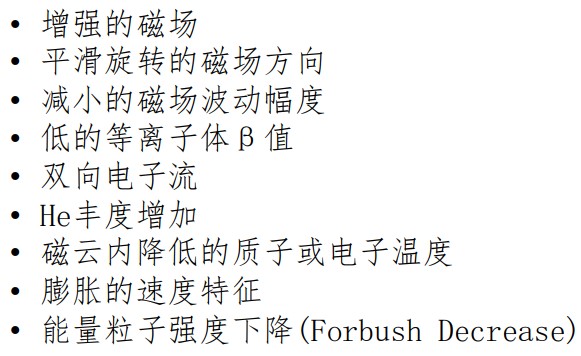 • 增强的磁场
• 平滑旋转的磁场方向
• 减小的磁场波动幅度
• 低的等离子体β值
• 双向电子流
• He丰度增加
• 磁云内降低的质子或电子温度
• 膨胀的速度特征
• 能量粒子强度下降(Forbush Decrease)